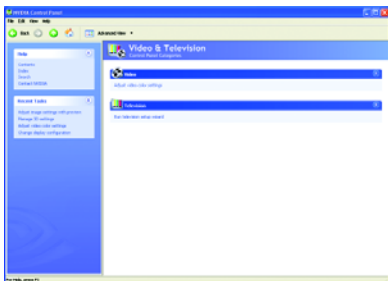 NVIDIA Control Panel
File Edit View Help
Back
Advanced View
Help
Contents
Index
Search
Contact NVIDIA
Recent Tasks
Adjust image settings with preview
Manage 3D settings
Adjust video color settings
Change display configuration
Video & Television
Control Panel Categories
Video
Adjust video color settings
Television
Run television setup wizard
For Help, press F1